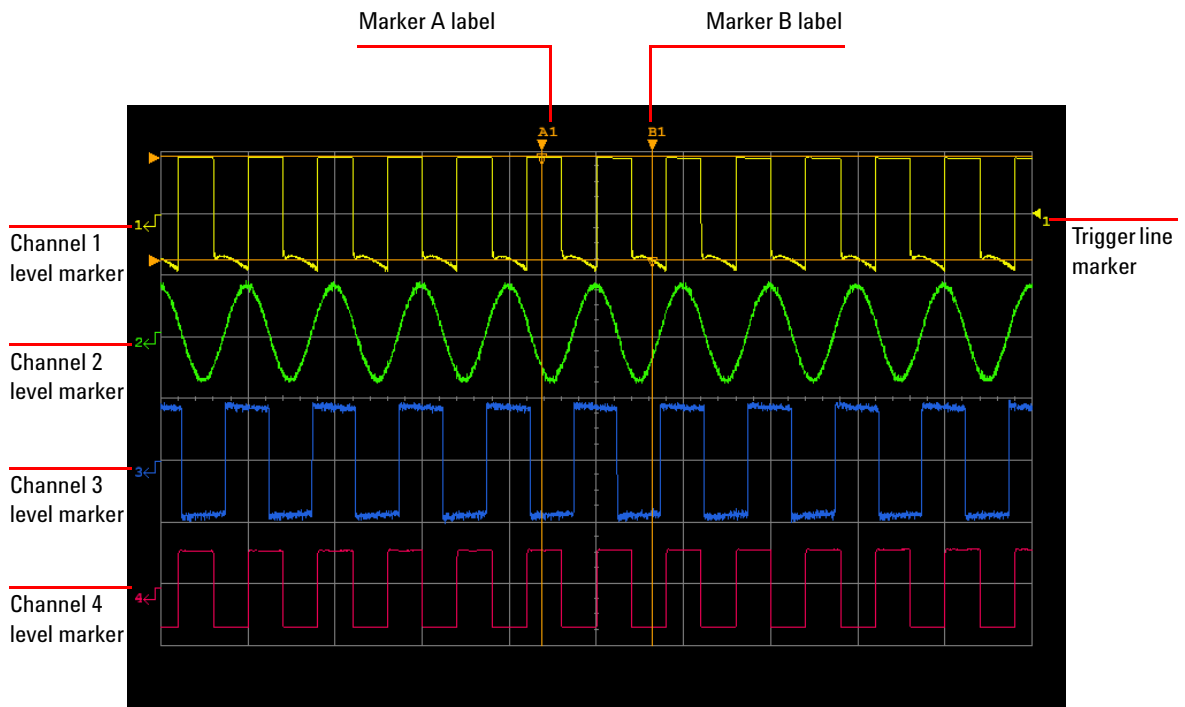 Marker A label
Marker B label
A1
B1
1
1
Channel 1
level marker
Trigger line
marker
2
Channel 2
level marker
3
Channel 3
level marker
4
Channel 4
level marker